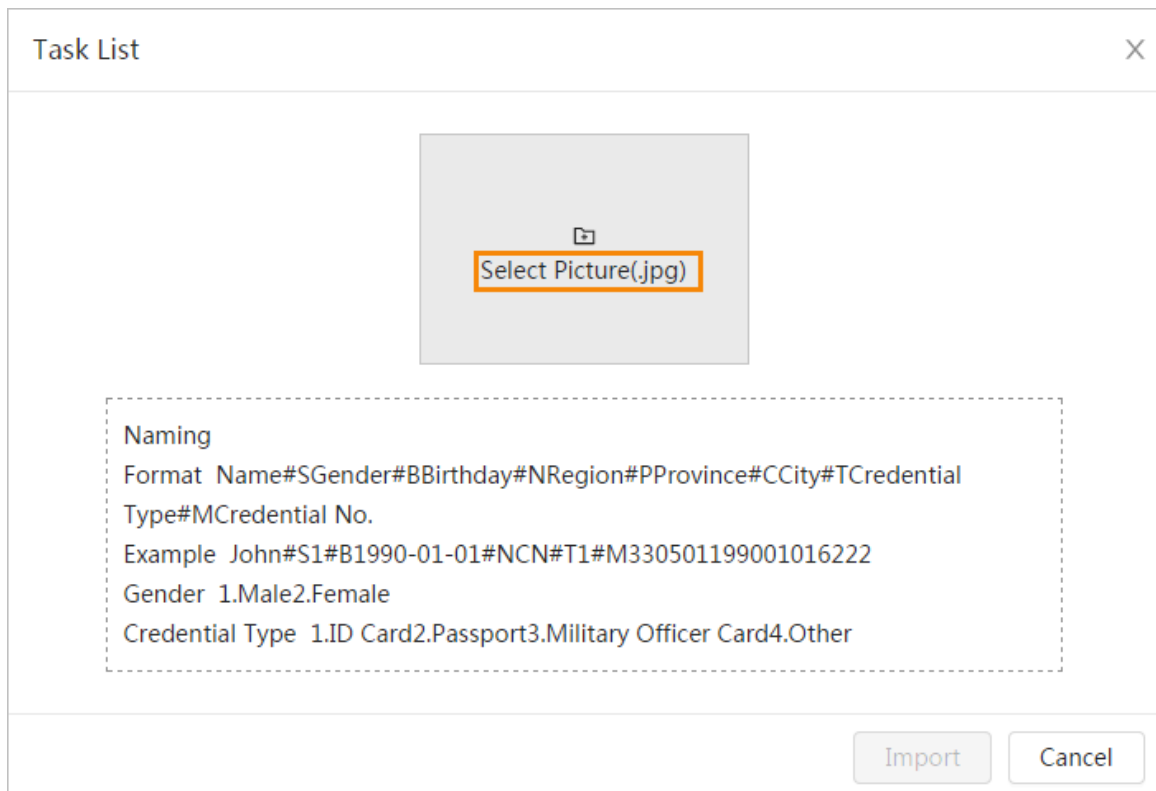 Task List X
Select Picture(.jpg)
Naming
Format  Name#SGender#BBirthday#NRegion#PProvince#CCity#TCredential
Type#MCredential No.
Example  John#S1#B1990-01-01#NCN#T1#M330501199001016222
Gender  1.Male2.Female
Credential Type  1.ID Card2.Passport3.Military Officer Card4.Other
Import Cancel